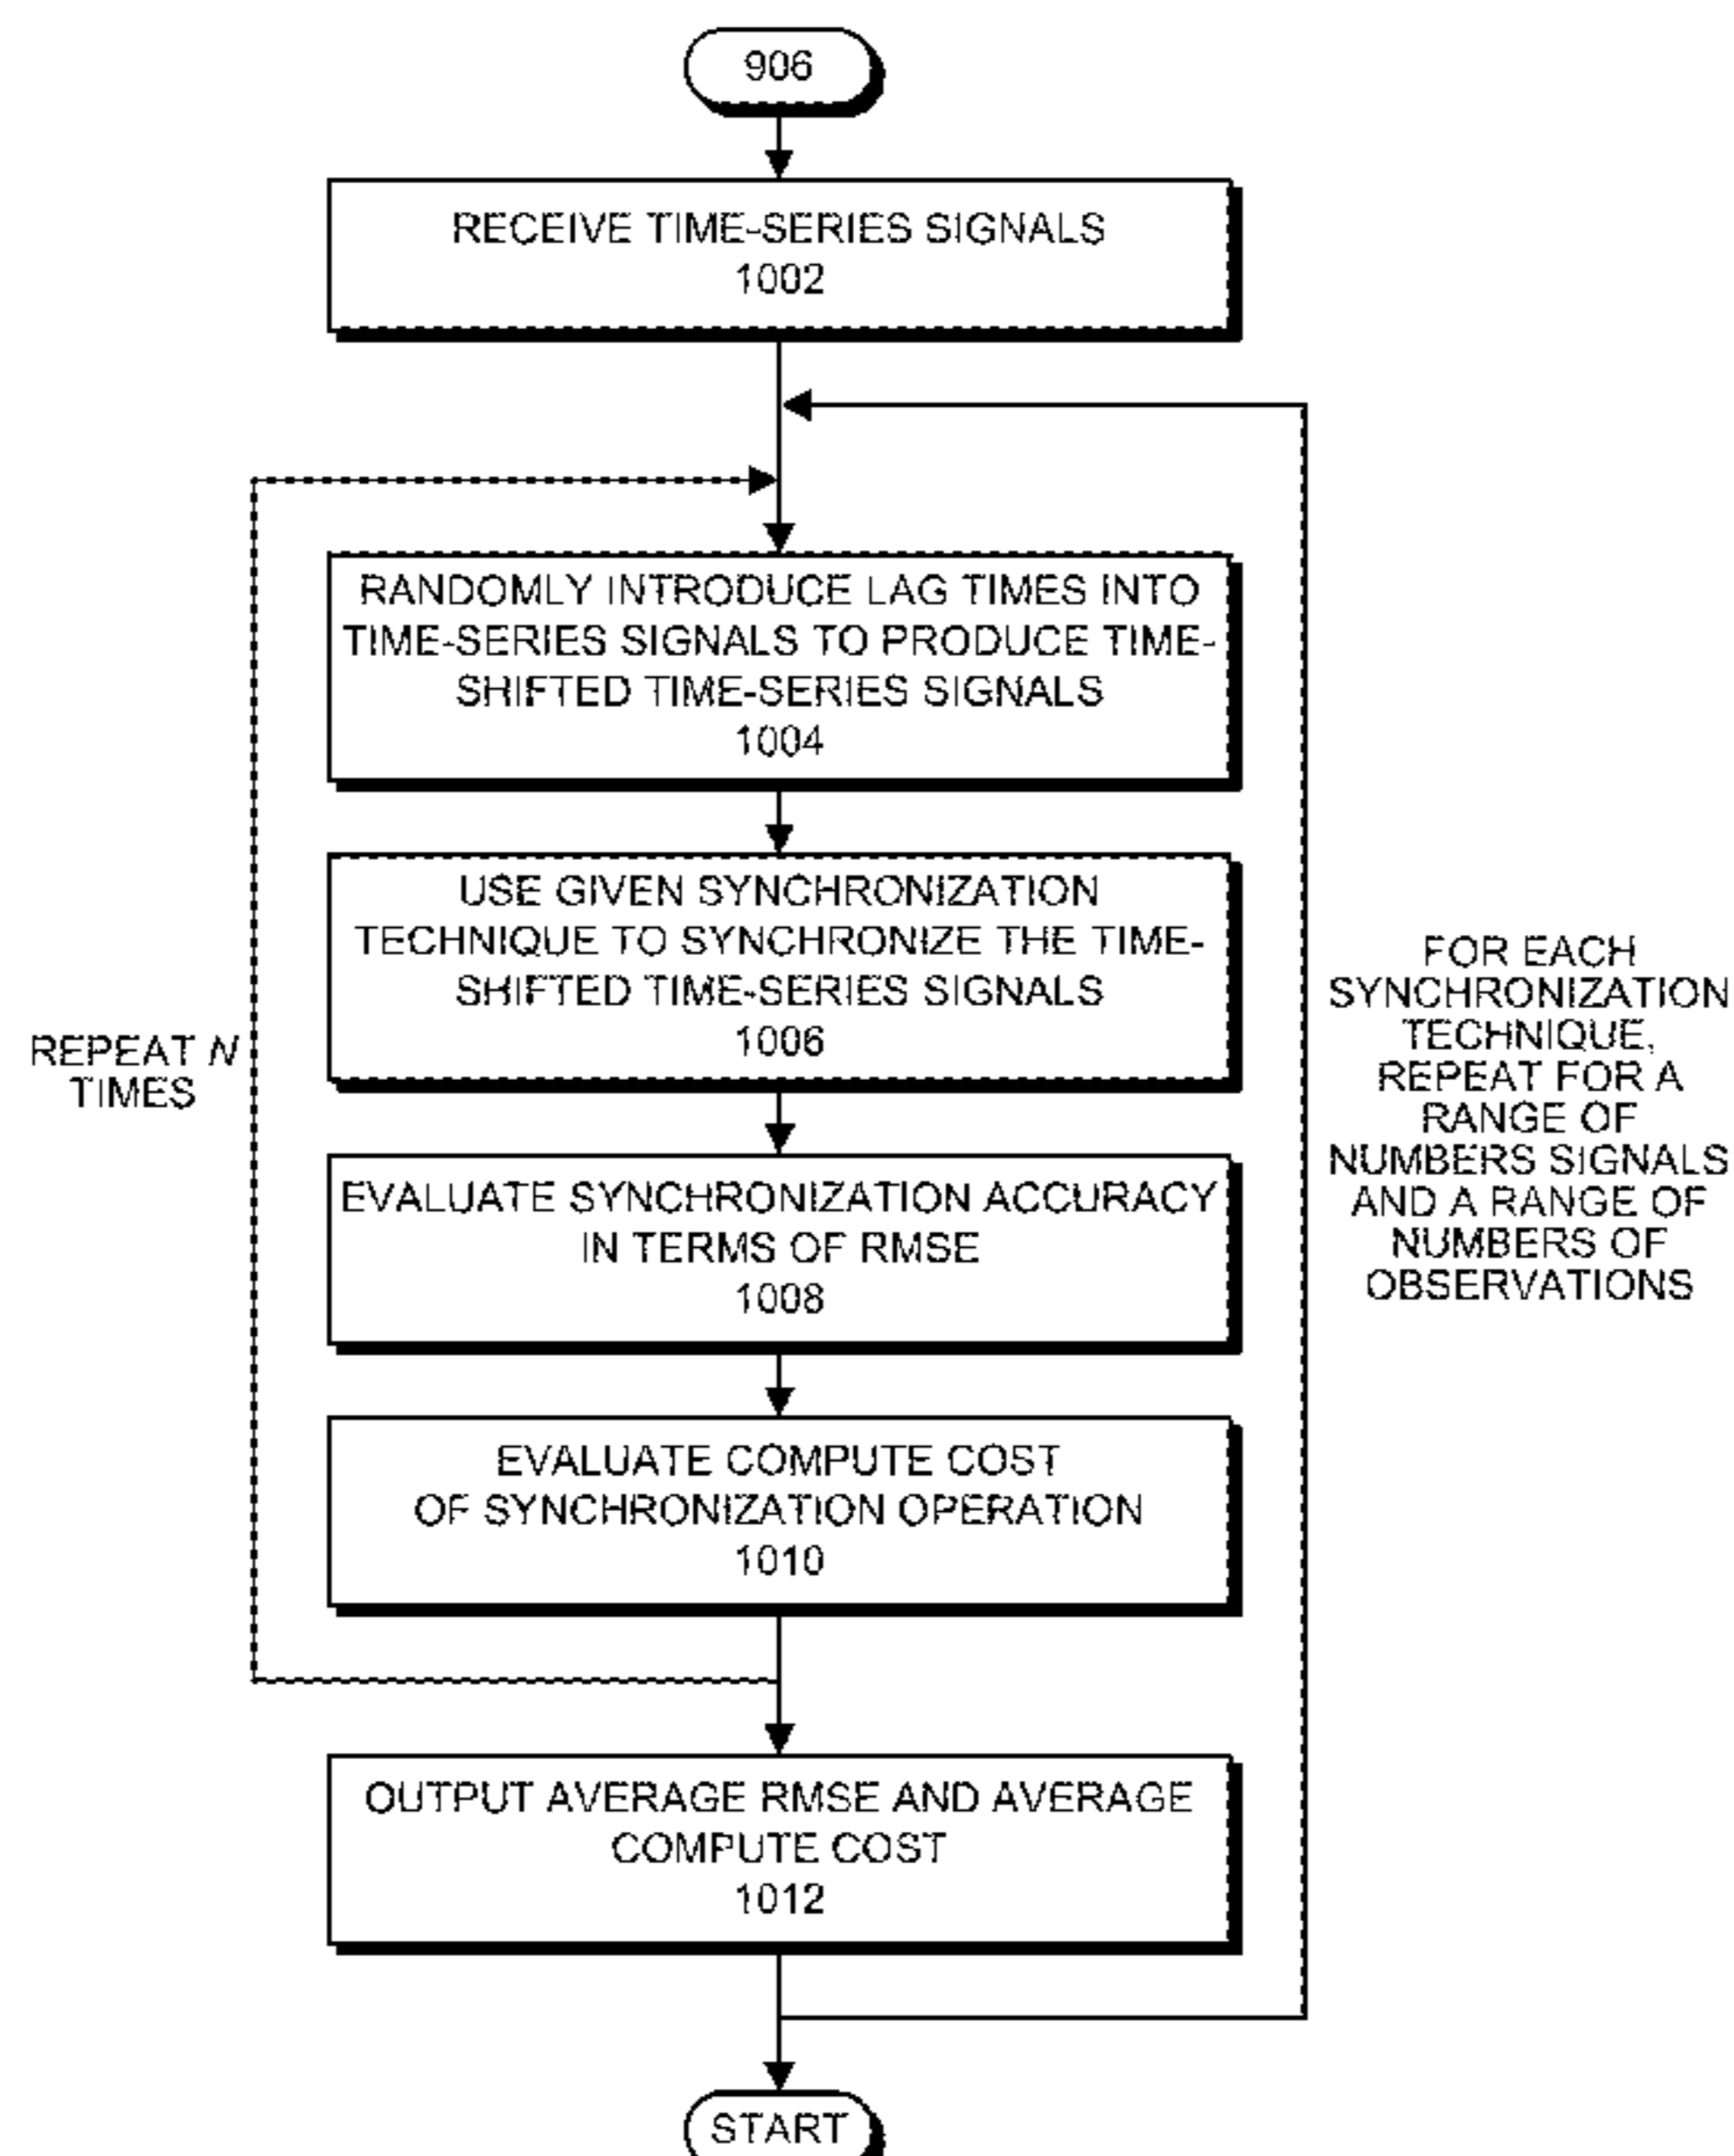 906
RECEIVE TIME-SERIES SIGNALS
1002
RANDOMLY INTRODUCE LAG TIMES INTO
TIME-SERIES SIGNALS TO PRODUCE TIME-
SHIFTED TIME-SERIES SIGNALS
1004
USE GIVEN SYNCHRONIZATION
TECHNIQUE TO SYNCHRONIZE THE TIME-
SHIFTED TIME-SERIES SIGNALS
1006
REPEAT N
TIMES
FOR EACH
SYNCHRONIZATION
TECHNIQUE,
REPEAT FOR A
RANGE OF
NUMBERS SIGNALS
AND A RANGE OF
NUMBERS OF
OBSERVATIONS
EVALUATE SYNCHRONIZATION ACCURACY
IN TERMS OF RMSE
1008
EVALUATE COMPUTE COST
OF SYNCHRONIZATION OPERATION
1010
OUTPUT AVERAGE RMSE AND AVERAGE
COMPUTE COST
1012
START